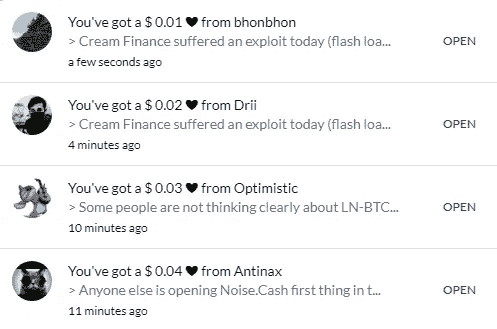 You've got a $ 0.01 ♥ from bhonbhon
> Cream Finance suffered an exploit today (flash loa...
OPEN
a few seconds ago
You've got a $ 0.02 ♥ from Drii
> Cream Finance suffered an exploit today (flash loa...
OPEN
4 minutes ago
You've got a $ 0.03 ♥ from Optimistic
> Some people are not thinking clearly about LN-BTC...
OPEN
10 minutes ago
You've got a $ 0.04 ♥ from Antinax
> Anyone else is opening Noise.Cash first thing in t...
OPEN
11 minutes ago